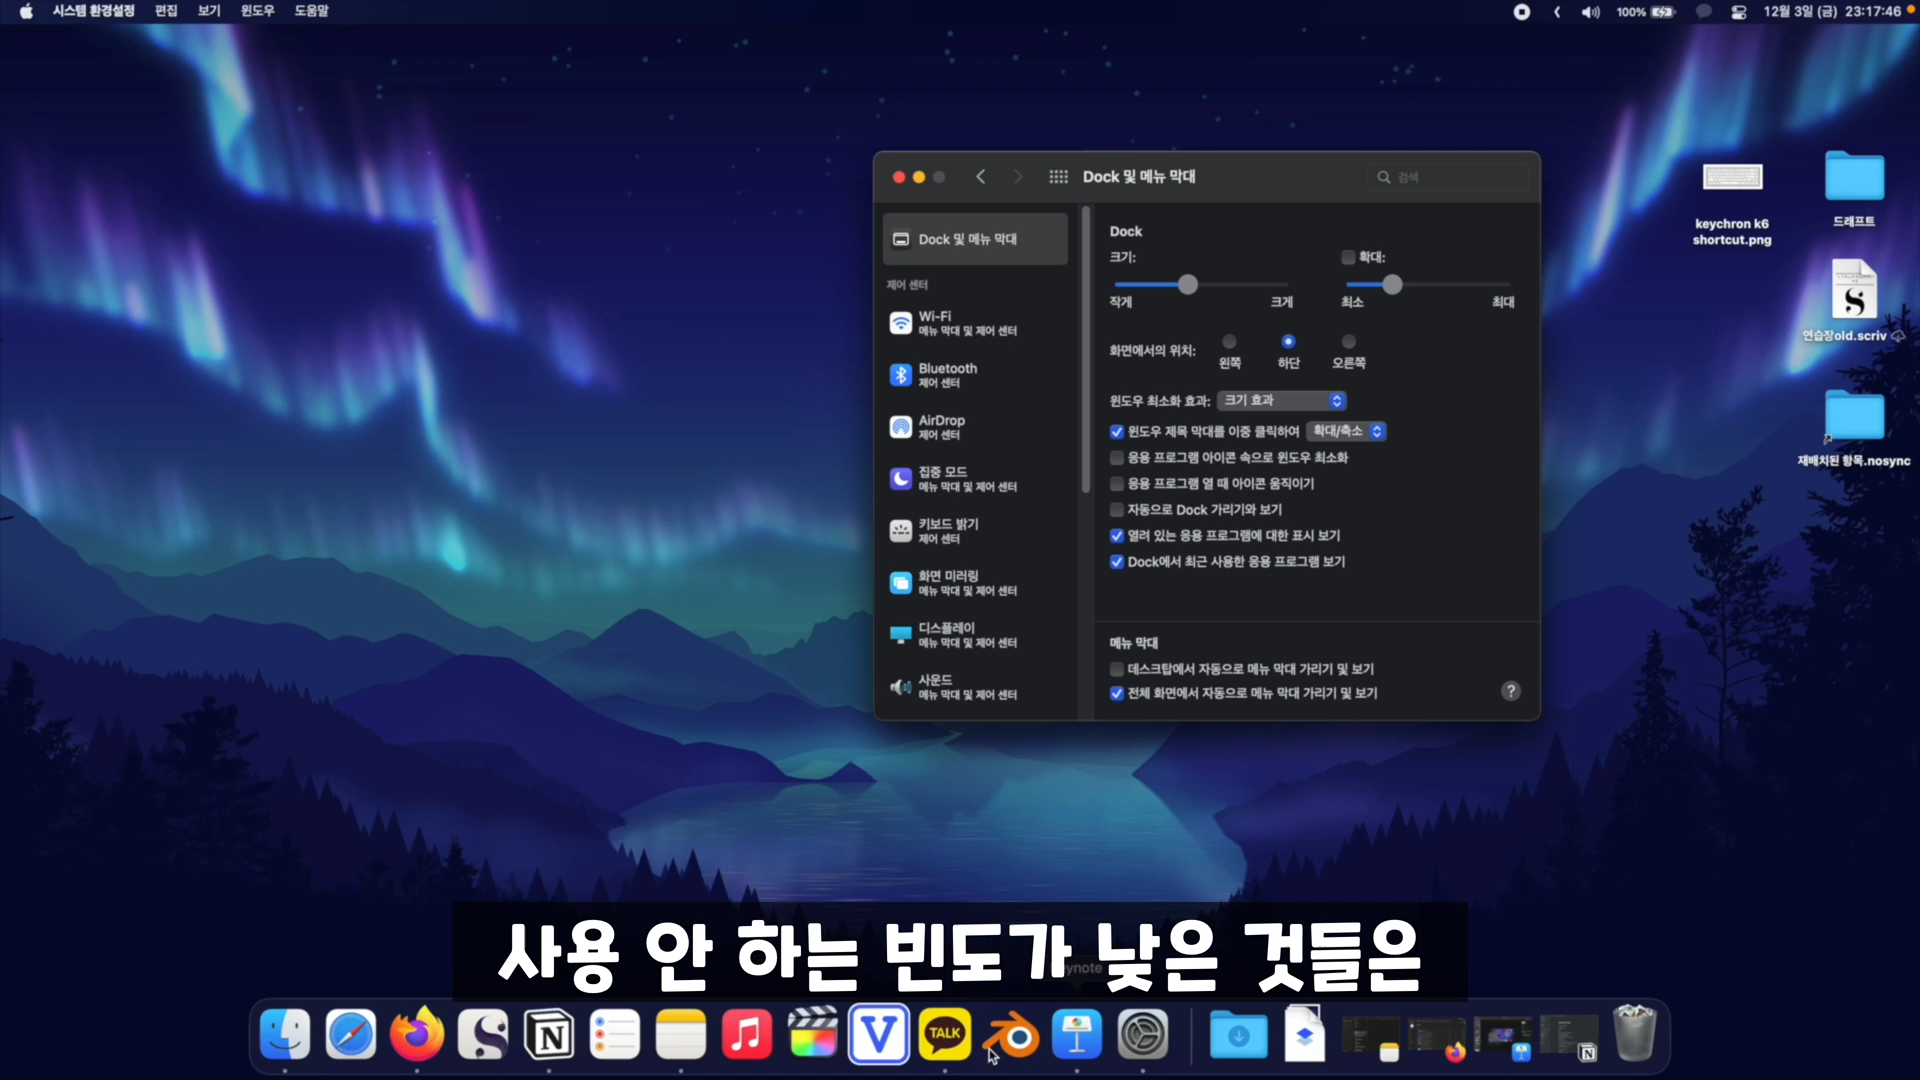 시스템 환경설정 편집 보기 윈도우 도움말
100% 12월 3일 (금) 23:17:46
Dock 및 메뉴 막대
검색
Dock 및 메뉴 막대
제어 센터
Wi-Fi
메뉴 막대 및 제어 센터
Bluetooth
제어 센터
AirDrop
제어 센터
집중 모드
메뉴 막대 및 제어 센터
키보드 밝기
제어 센터
화면 미러링
메뉴 막대 및 제어 센터
디스플레이
메뉴 막대 및 제어 센터
사운드
메뉴 막대 및 제어 센터
Dock
크기: 확대:
작게 크게 최소 최대
화면에서의 위치: 왼쪽 하단 오른쪽
윈도우 최소화 효과: 크기 효과
윈도우 제목 막대를 이중 클릭하여 확대/축소
응용 프로그램 아이콘 속으로 윈도우 최소화
응용 프로그램 열 때 아이콘 움직이기
자동으로 Dock 가리기와 보기
열려 있는 응용 프로그램에 대한 표시 보기
Dock에서 최근 사용한 응용 프로그램 보기
메뉴 막대
데스크탑에서 자동으로 메뉴 막대 가리기 및 보기
전체 화면에서 자동으로 메뉴 막대 가리기 및 보기
?
keychron k6
shortcut.png
드래프트
연습장old.scriv
재배치된 항목.nosync
사용 안 하는 빈도가 낮은 것들은
ynote
TALK